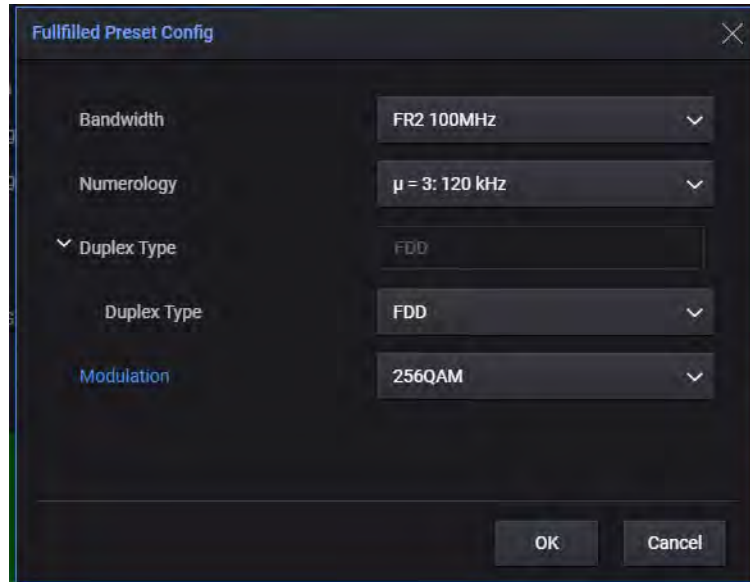 Fullfilled Preset Config
Bandwidth FR2 100MHz
Numerology μ = 3: 120 kHz
Duplex Type FDD
Duplex Type FDD
Modulation 256QAM
OK Cancel